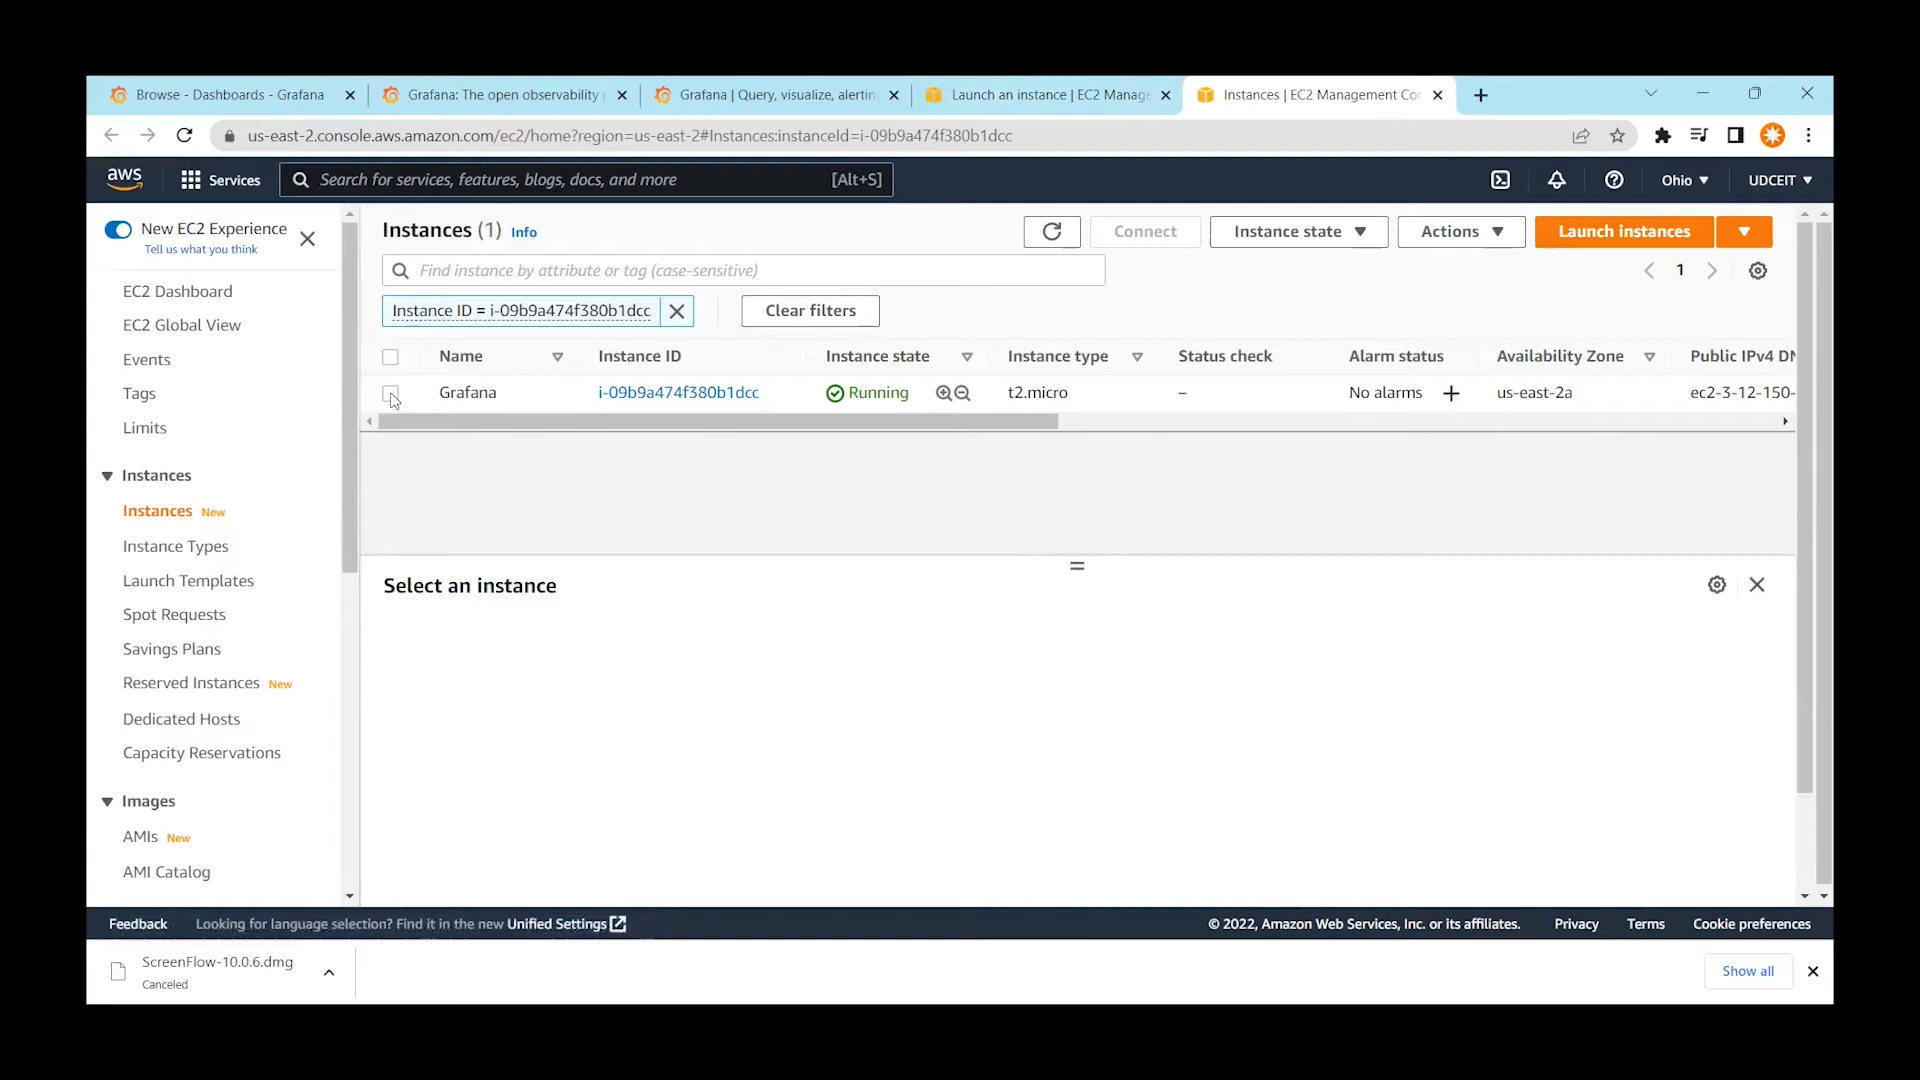 Browse - Dashboards - Grafana
Grafana: The open observability
Grafana | Query, visualize, alertin
Launch an instance | EC2 Manage
Instances | EC2 Management Co
us-east-2.console.aws.amazon.com/ec2/home?region=us-east-2#Instances:instanceId=i-09b9a474f380b1dcc
aws
Services
Search for services, features, blogs, docs, and more
[Alt+S]
Ohio
UDCEIT
New EC2 Experience
Tell us what you think
EC2 Dashboard
EC2 Global View
Events
Tags
Limits
Instances
Instances New
Instance Types
Launch Templates
Spot Requests
Savings Plans
Reserved Instances New
Dedicated Hosts
Capacity Reservations
Images
AMIs New
AMI Catalog
Instances (1) Info
Connect
Instance state
Actions
Launch instances
Find instance by attribute or tag (case-sensitive)
1
Instance ID = i-09b9a474f380b1dcc
Clear filters
Name Instance ID Instance state Instance type Status check Alarm status Availability Zone Public IPv4 DN
Grafana i-09b9a474f380b1dcc Running t2.micro – No alarms us-east-2a ec2-3-12-150-
Select an instance
Feedback
Looking for language selection? Find it in the new Unified Settings
© 2022, Amazon Web Services, Inc. or its affiliates.
Privacy
Terms
Cookie preferences
ScreenFlow-10.0.6.dmg
Canceled
Show all